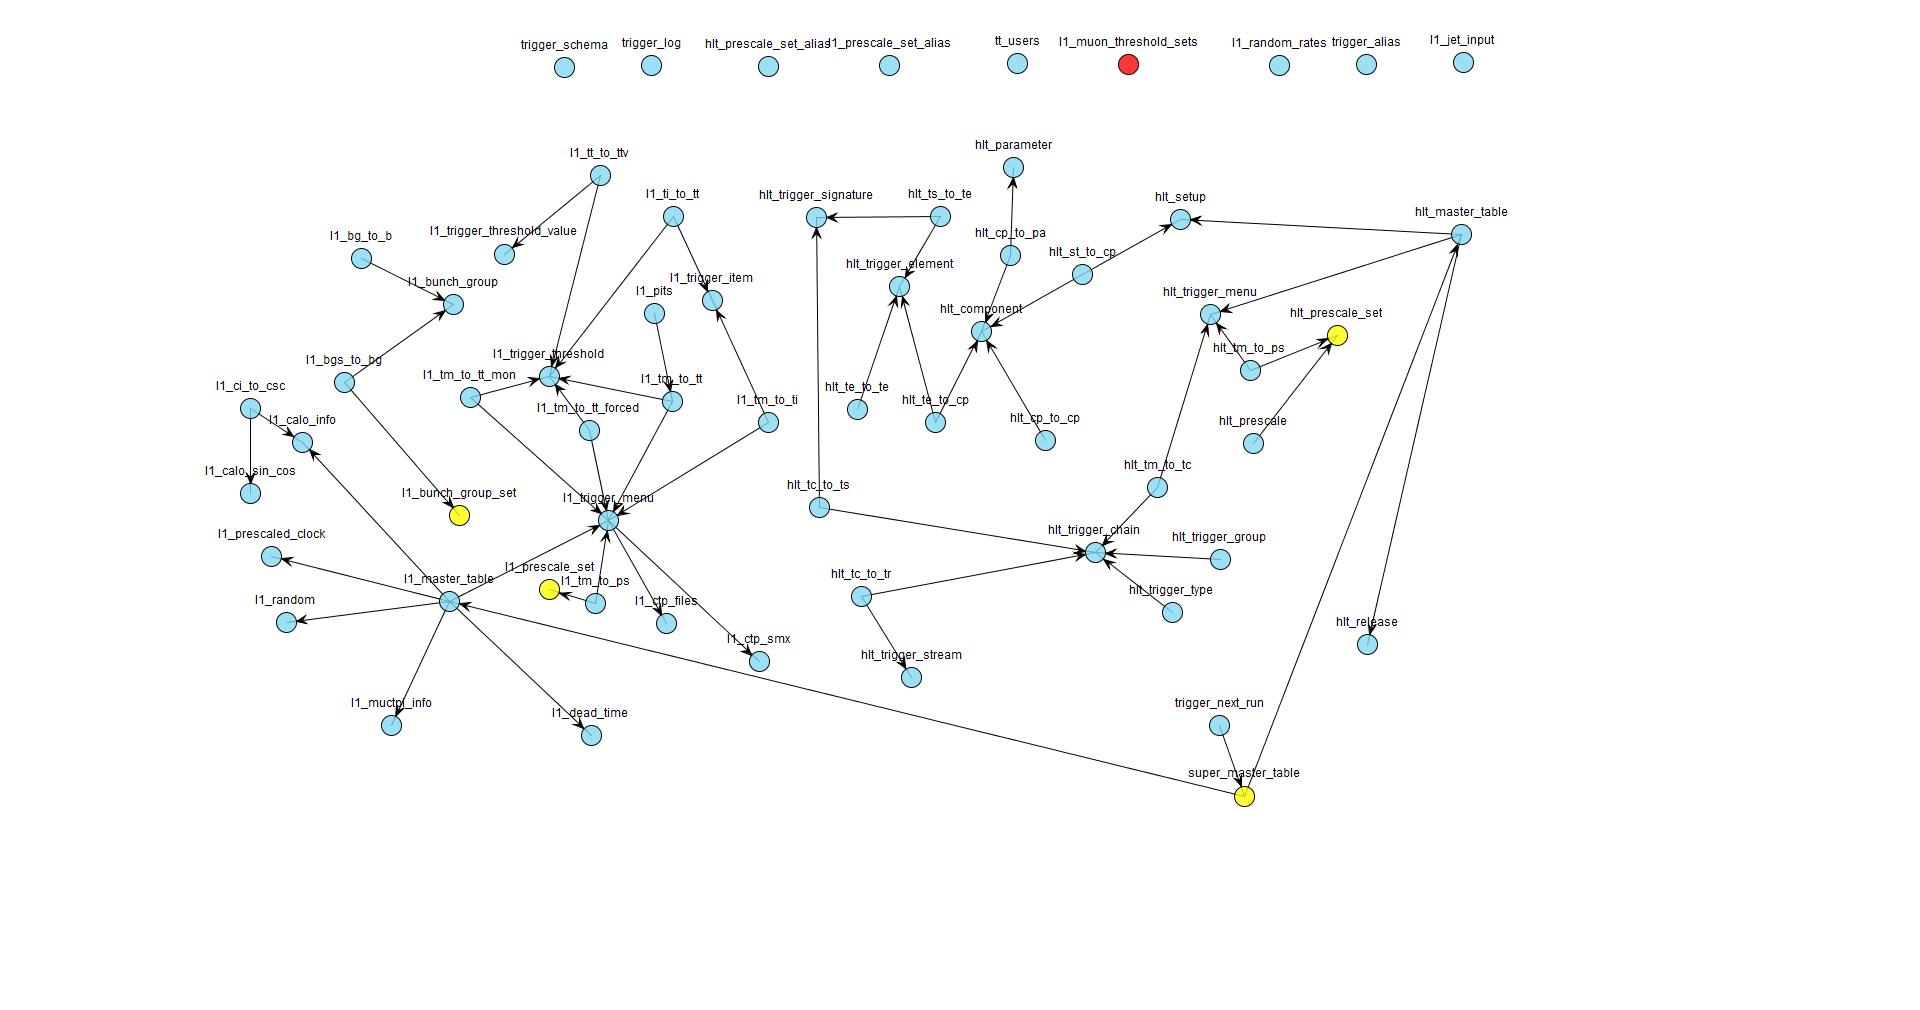 trigger_schema
trigger_log
hlt_prescale_set_alias
l1_prescale_set_alias
tt_users
l1_muon_threshold_sets
l1_random_rates
trigger_alias
l1_jet_input
hlt_parameter
l1_tt_to_ttv
l1_ti_to_tt
hlt_trigger_signature
hlt_ts_to_te
hlt_setup
hlt_master_table
l1_bg_to_b
l1_trigger_threshold_value
hlt_cp_to_pa
hlt_st_to_cp
hlt_trigger_element
l1_bunch_group
l1_trigger_item
l1_pits
hlt_trigger_menu
hlt_component
hlt_prescale_set
l1_bgs_to_bg
l1_trigger_threshold
hlt_tm_to_ps
l1_ci_to_csc
l1_tm_to_tt_mon
l1_tm_to_tt
hlt_te_to_te
l1_calo_info
l1_tm_to_tt_forced
l1_tm_to_ti
hlt_te_to_cp
hlt_cp_to_cp
hlt_prescale
l1_calo_sin_cos
hlt_tm_to_tc
l1_bunch_group_set
l1_trigger_menu
hlt_tc_to_ts
l1_prescaled_clock
hlt_trigger_chain
hlt_trigger_group
l1_master_table
l1_prescale_set
l1_tm_to_ps
hlt_tc_to_tr
hlt_trigger_type
l1_random
l1_ctp_files
hlt_release
l1_ctp_smx
hlt_trigger_stream
l1_muctpi_info
l1_dead_time
trigger_next_run
super_master_table